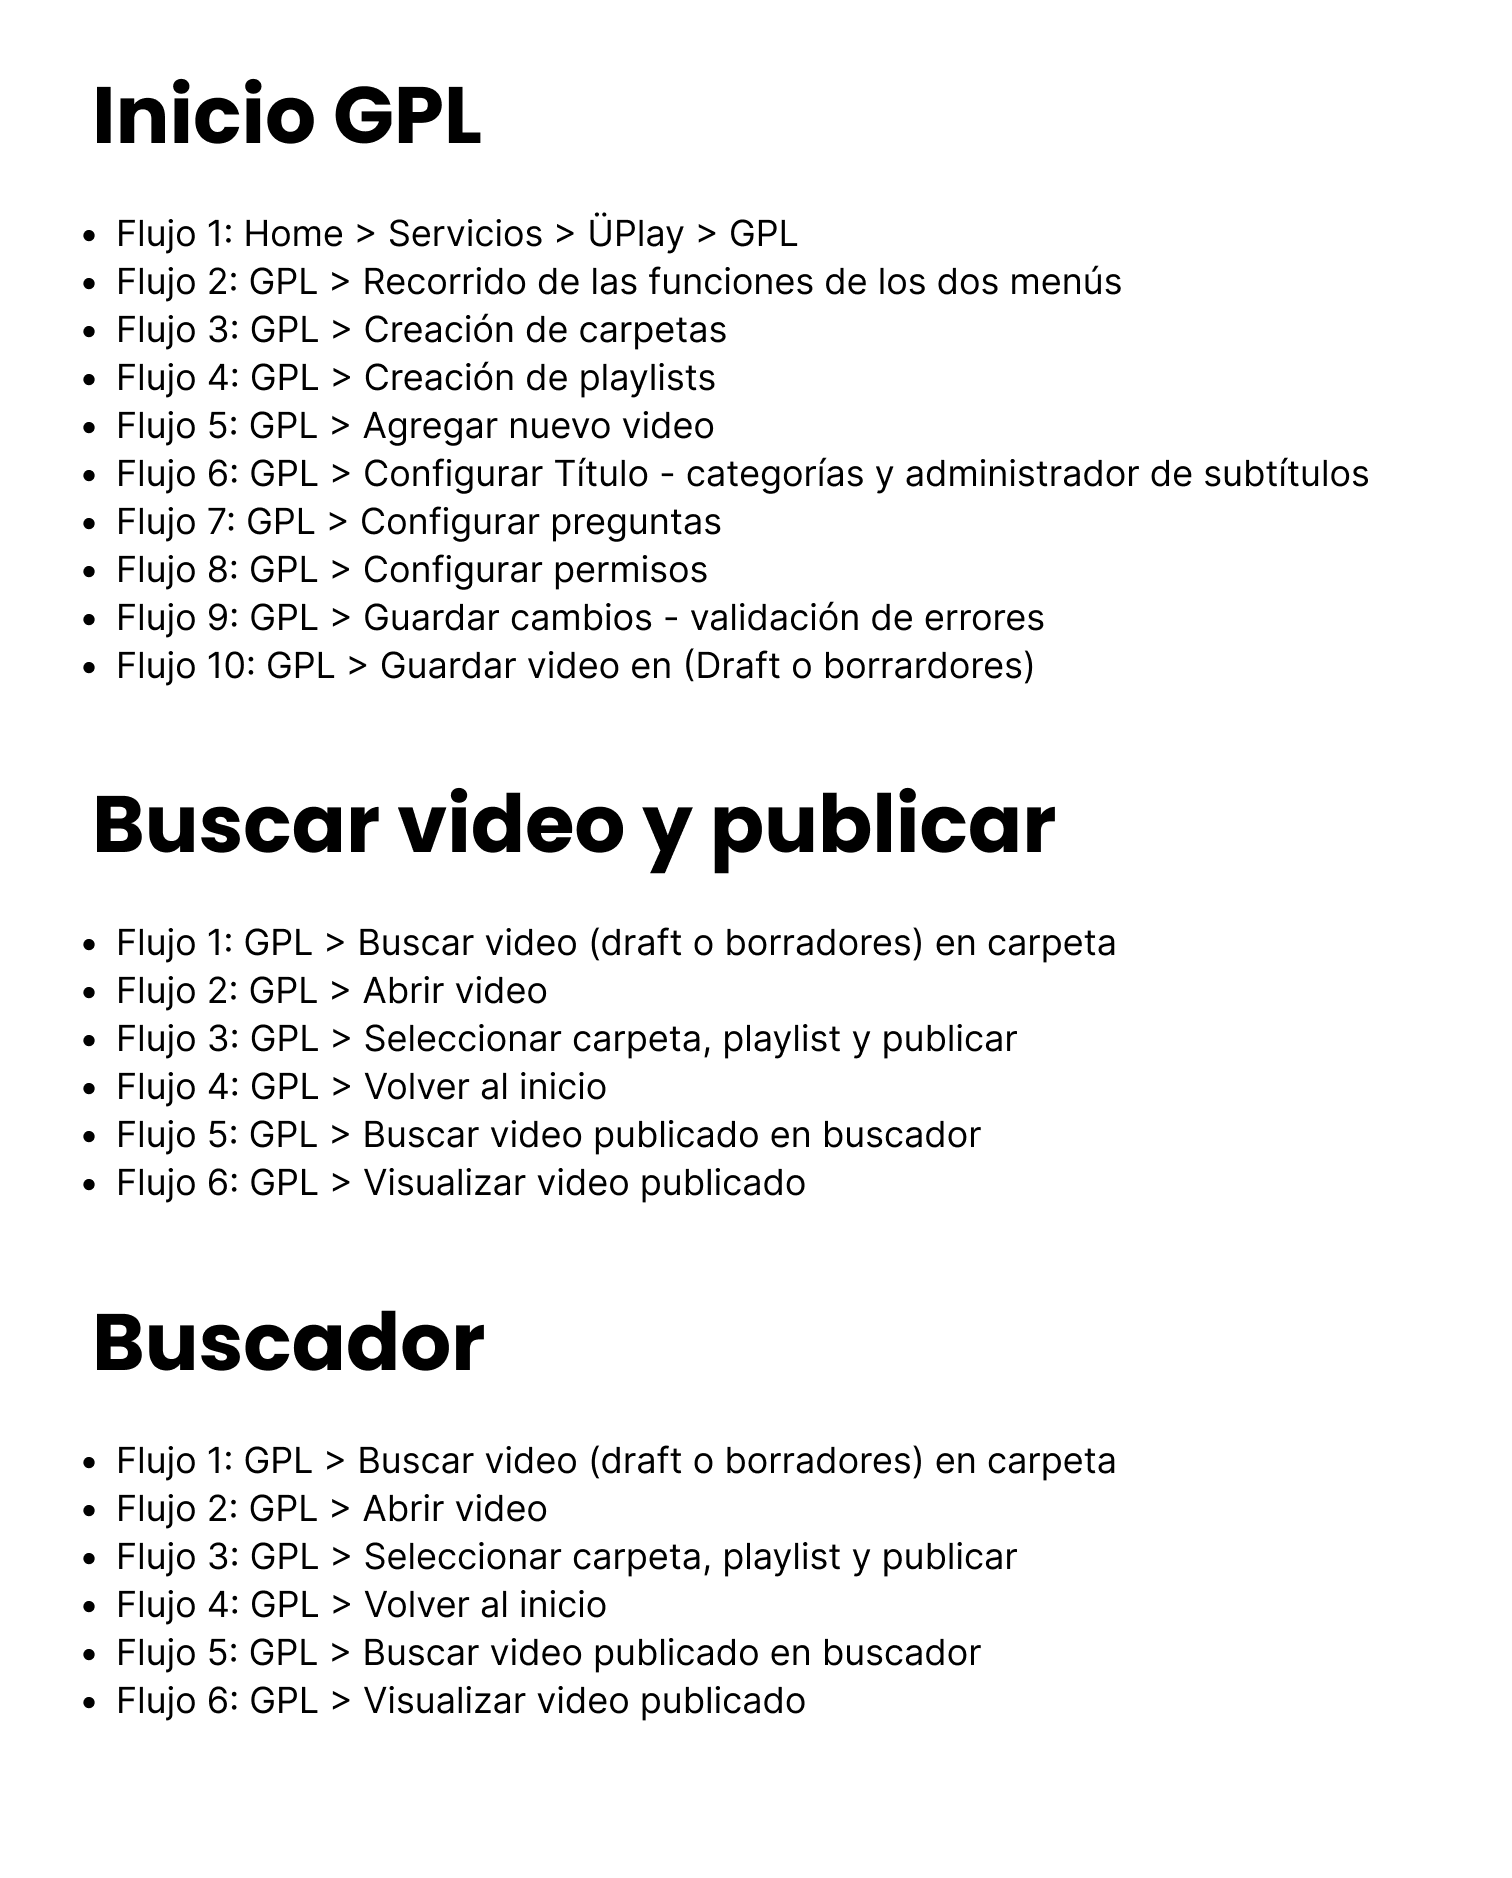 Inicio GPL
• Flujo 1: Home > Servicios > ÜPlay > GPL
• Flujo 2: GPL > Recorrido de las funciones de los dos menús
• Flujo 3: GPL > Creación de carpetas
• Flujo 4: GPL > Creación de playlists
• Flujo 5: GPL > Agregar nuevo video
• Flujo 6: GPL > Configurar Título - categorías y administrador de subtítulos
• Flujo 7: GPL > Configurar preguntas
• Flujo 8: GPL > Configurar permisos
• Flujo 9: GPL > Guardar cambios - validación de errores
• Flujo 10: GPL > Guardar video en (Draft o borrardores)
Buscar video y publicar
• Flujo 1: GPL > Buscar video (draft o borradores) en carpeta
• Flujo 2: GPL > Abrir video
• Flujo 3: GPL > Seleccionar carpeta, playlist y publicar
• Flujo 4: GPL > Volver al inicio
• Flujo 5: GPL > Buscar video publicado en buscador
• Flujo 6: GPL > Visualizar video publicado
Buscador
• Flujo 1: GPL > Buscar video (draft o borradores) en carpeta
• Flujo 2: GPL > Abrir video
• Flujo 3: GPL > Seleccionar carpeta, playlist y publicar
• Flujo 4: GPL > Volver al inicio
• Flujo 5: GPL > Buscar video publicado en buscador
• Flujo 6: GPL > Visualizar video publicado